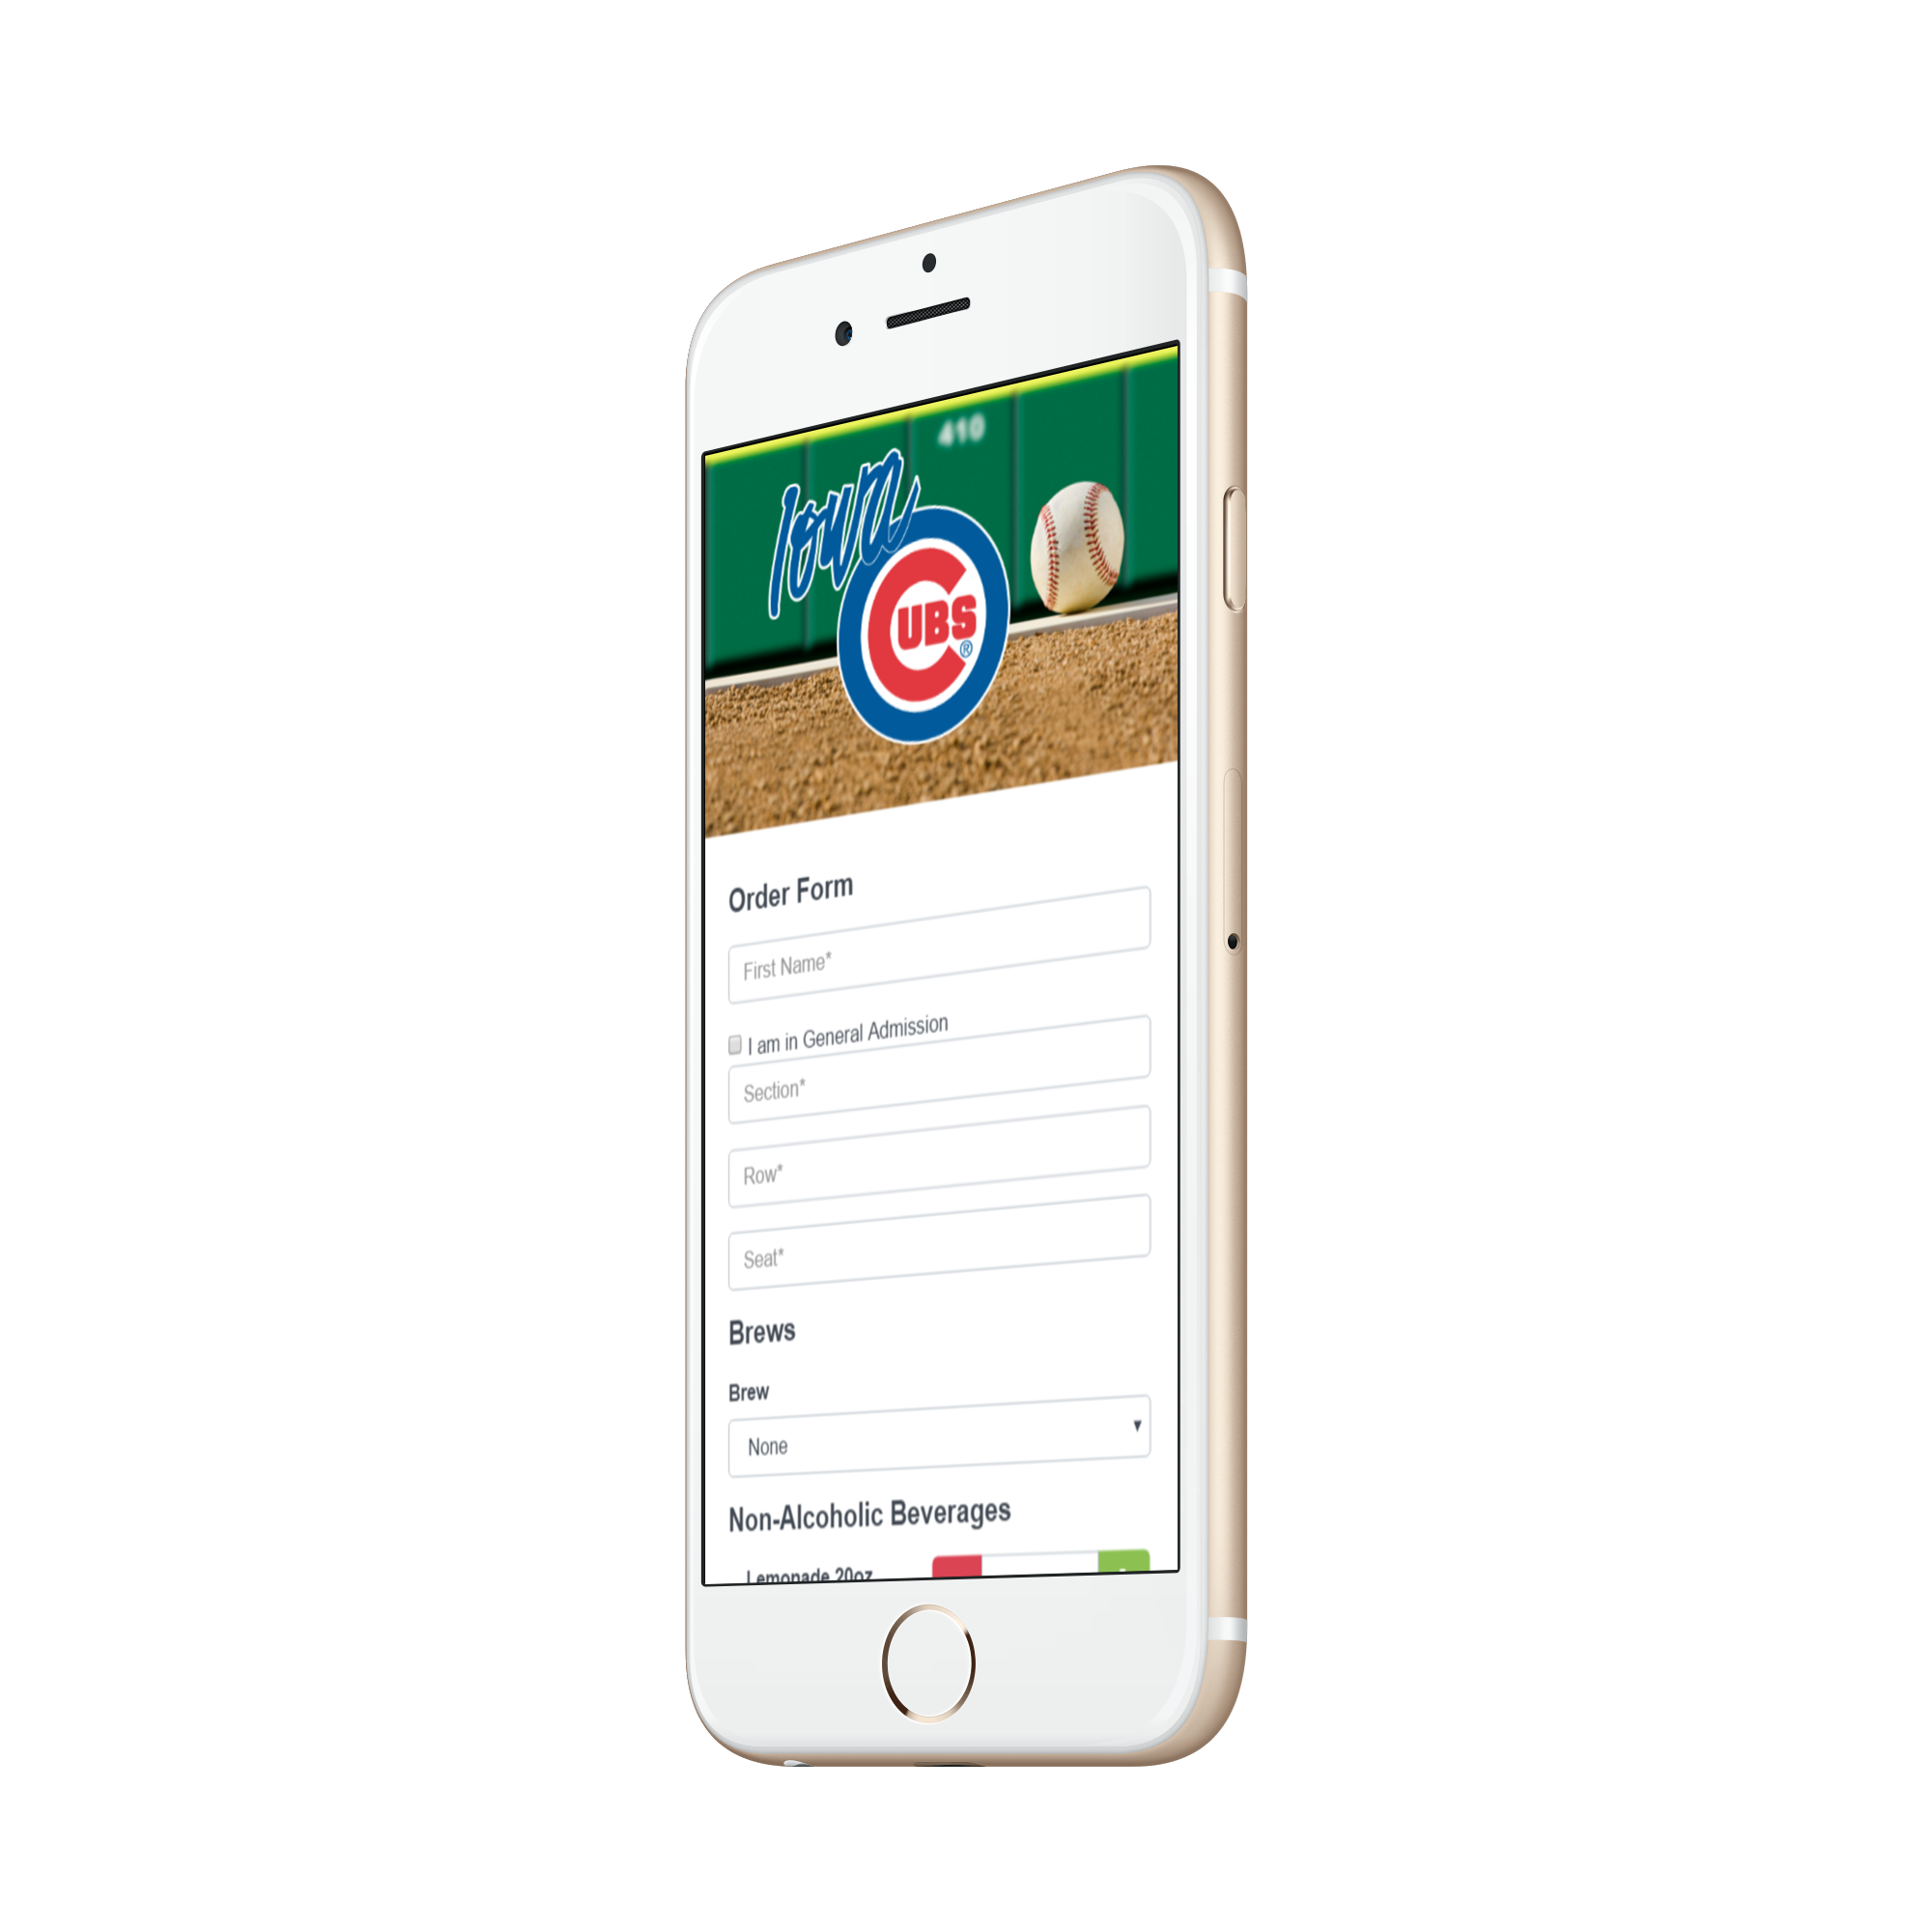 410
Iowa
CUBS
®
Order Form
First Name*
I am in General Admission
Section*
Row*
Seat*
Brews
Brew
None
Non-Alcoholic Beverages
Lemonade 20oz